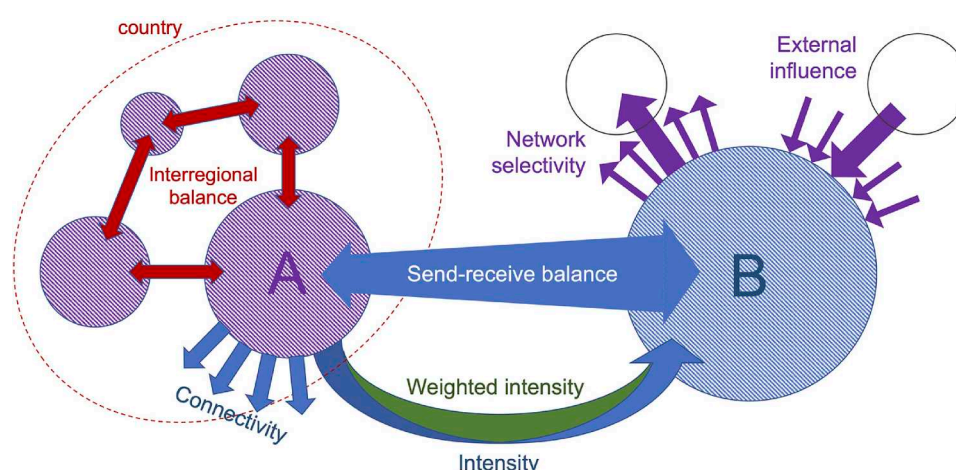 country
External
influence
Network
selectivity
Interregional
balance
A
Send-receive balance
B
Weighted intensity
Connectivity
Intensity